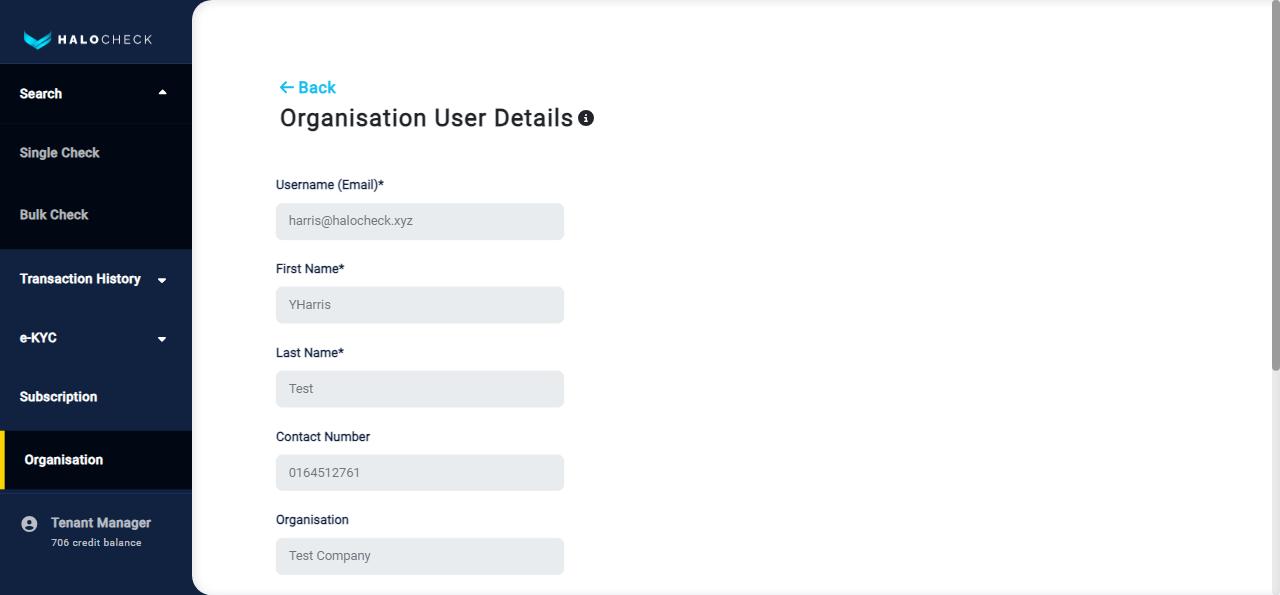 HALOCHECK
Search
Single Check
Bulk Check
Transaction History
e-KYC
Subscription
Organisation
Tenant Manager
706 credit balance
Back
Organisation User Details
Username (Email)*
harris@halocheck.xyz
First Name*
YHarris
Last Name*
Test
Contact Number
0164512761
Organisation
Test Company